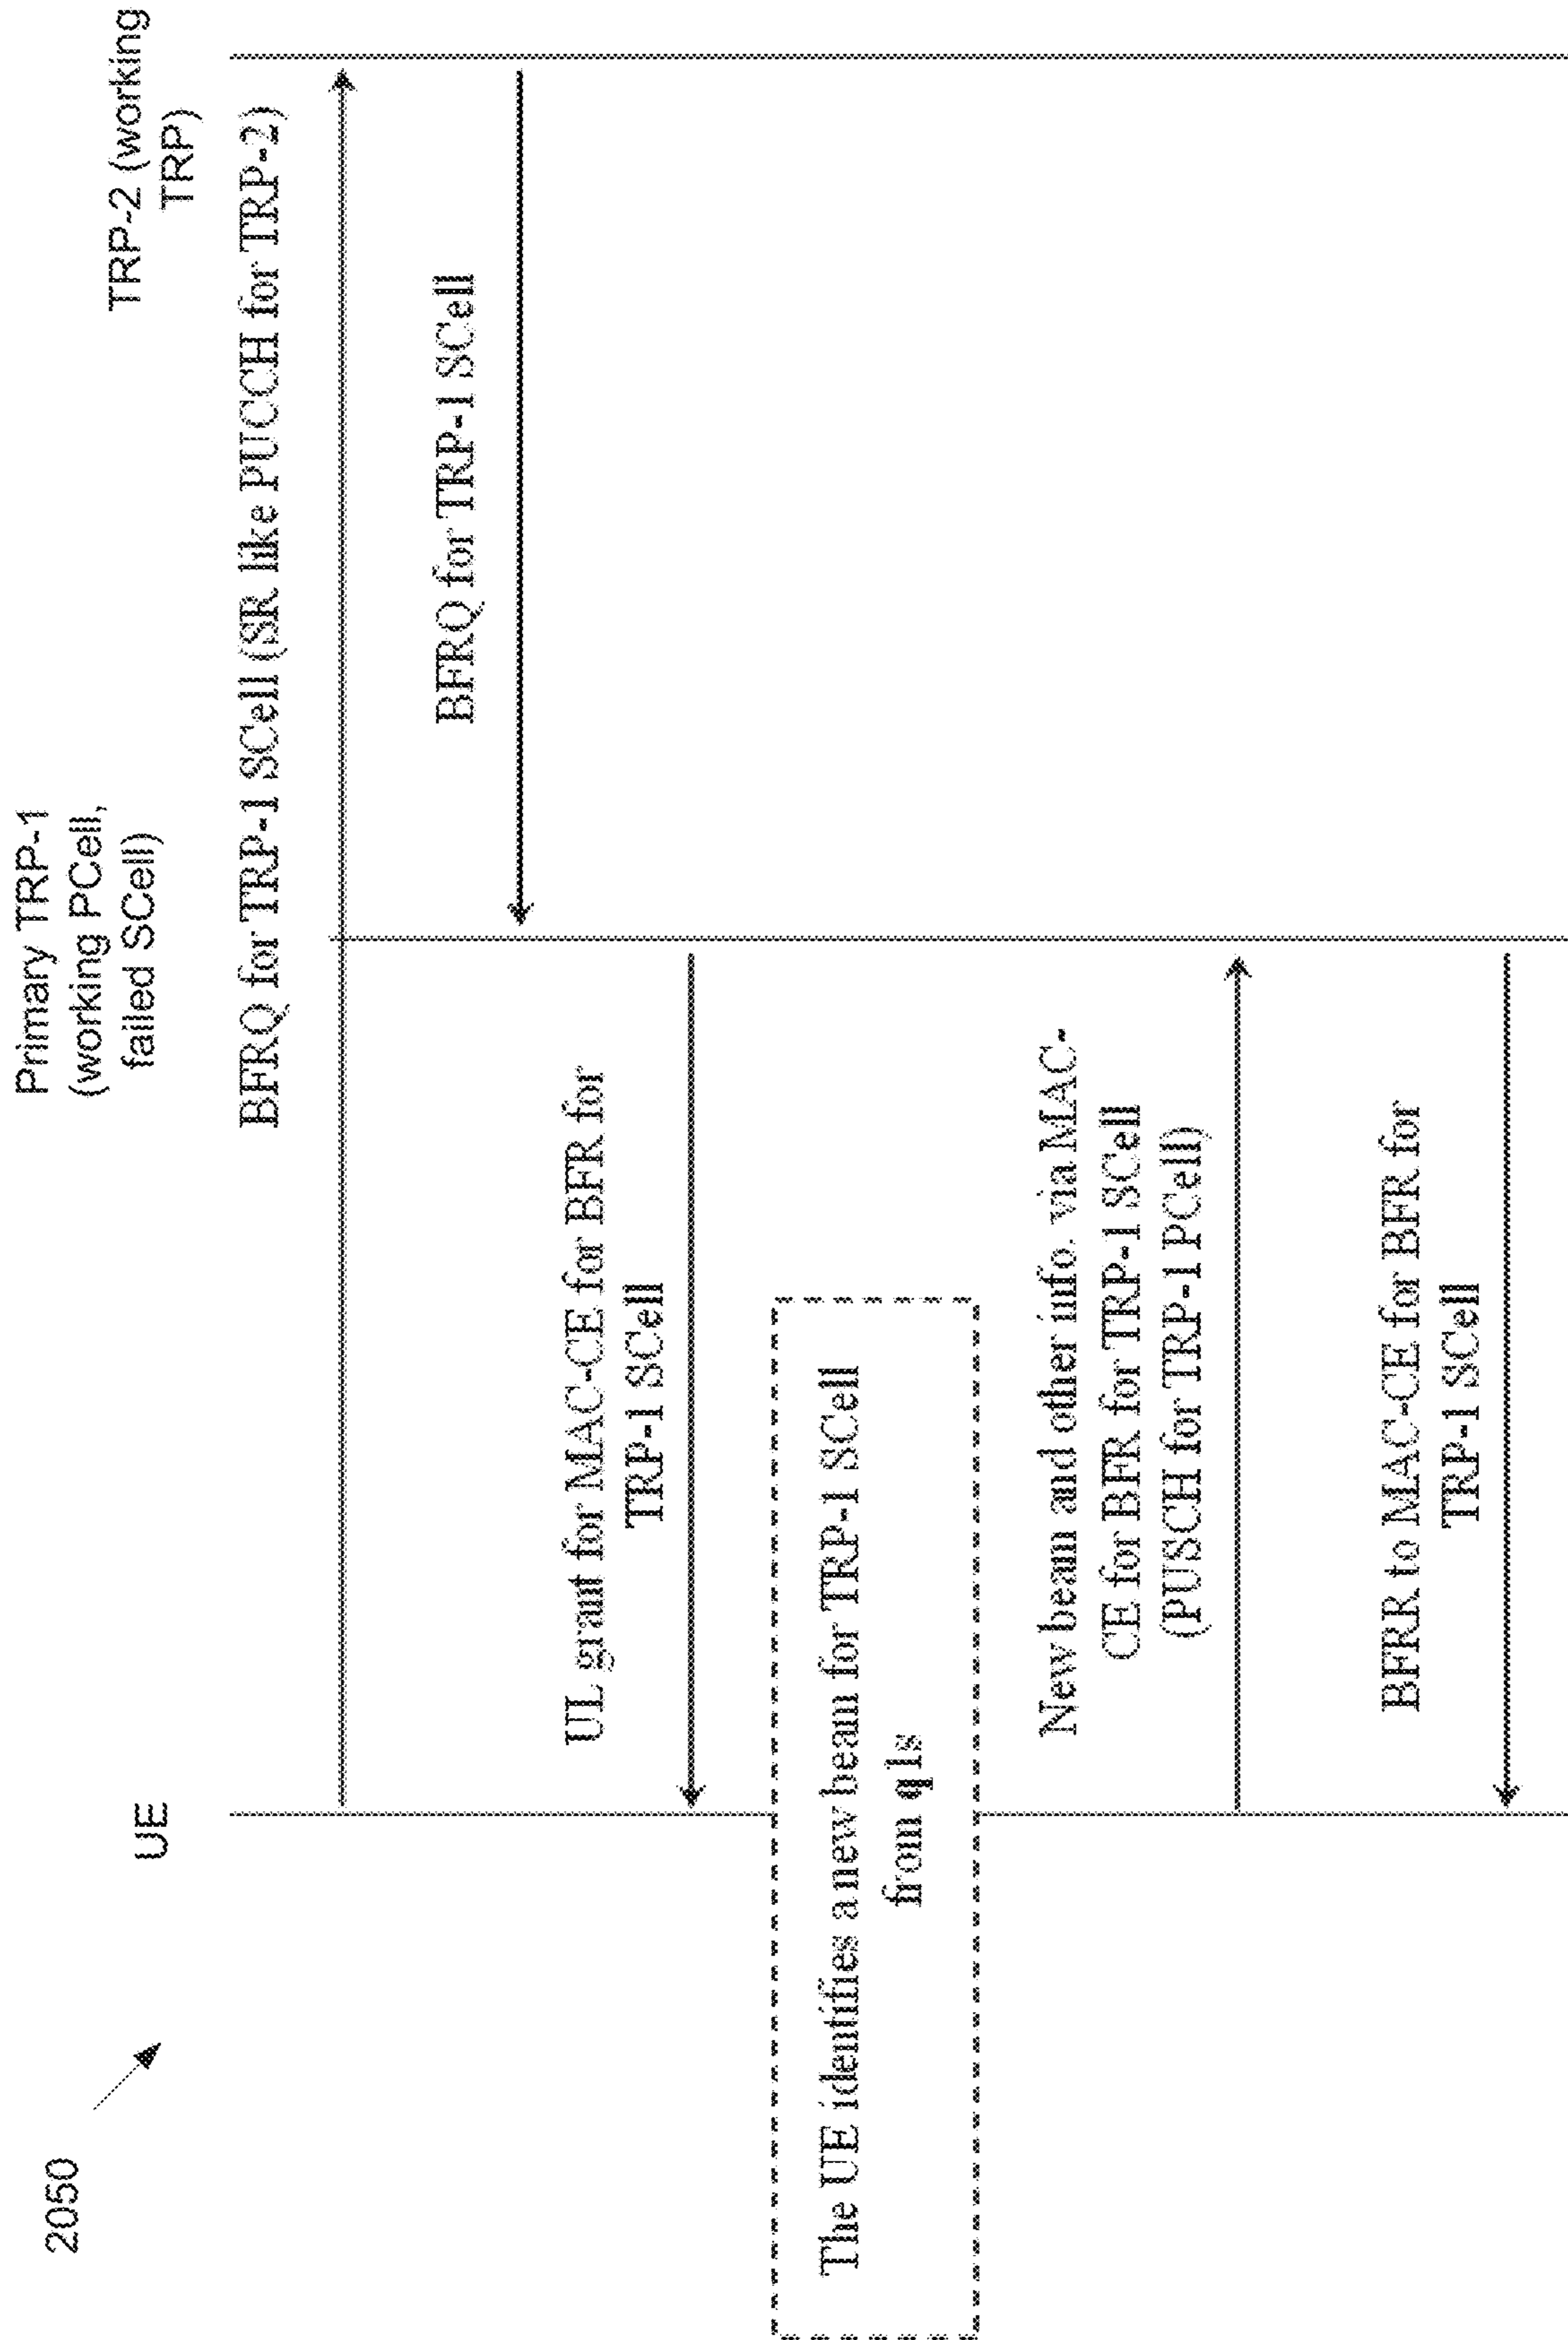 2050
UE
Primary TRP-1
(working PCell,
failed SCell)
TRP-2 (working
TRP)
BFRQ for TRP-1 SCell (SR like PUCCH for TRP-2)
BFRQ for TRP-1 SCell
UL grant for MAC-CE for BFR for
TRP-1 SCell
The UE identifies a new beam for TRP-1 SCell
from q1s
New beam and other info. via MAC-
CE for BFR for TRP-1 SCell
(PUSCH for TRP-1 PCell)
BFRR to MAC-CE for BFR for
TRP-1 SCell